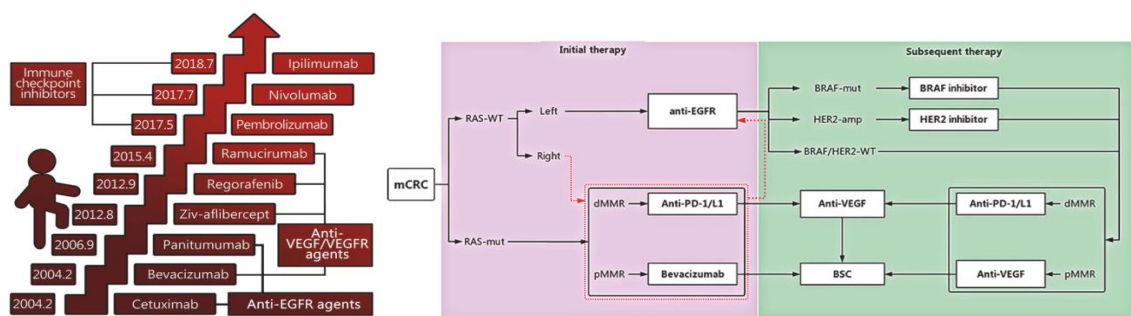 Immune
checkpoint
inhibitors
2018.7
Ipilimumab
2017.7
Nivolumab
2017.5
Pembrolizumab
2015.4
Ramucirumab
2012.9
Regorafenib
2012.8
Ziv-aflibercept
2006.9
Panitumumab
Anti-
VEGF/VEGFR
agents
2004.2
Bevacizumab
2004.2
Cetuximab
Anti-EGFR agents
Initial therapy
Subsequent therapy
mCRC
RAS-WT
Left
Right
anti-EGFR
BRAF-mut
BRAF inhibitor
HER2-amp
HER2 inhibitor
BRAF/HER2-WT
RAS-mut
dMMR
Anti-PD-1/L1
Anti-VEGF
Anti-PD-1/L1
dMMR
pMMR
Bevacizumab
BSC
Anti-VEGF
pMMR